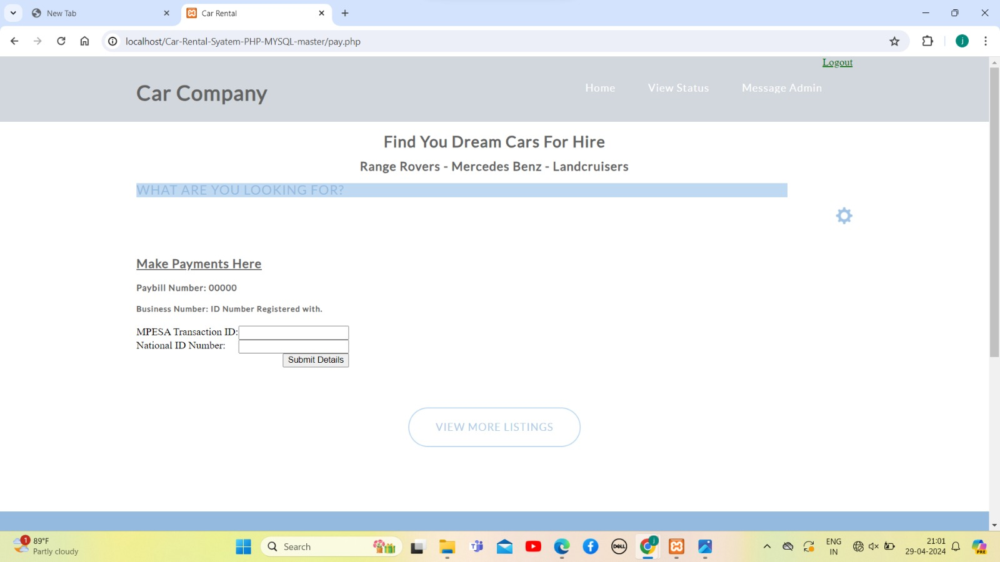 New Tab
Car Rental
localhost/Car-Rental-Syatem-PHP-MYSQL-master/pay.php
j
Logout
Car Company
Home View Status Message Admin
Find You Dream Cars For Hire
Range Rovers - Mercedes Benz - Landcruisers
WHAT ARE YOU LOOKING FOR?
Make Payments Here
Paybill Number: 00000
Business Number: ID Number Registered with.
MPESA Transaction ID:
National ID Number:
Submit Details
VIEW MORE LISTINGS
1
89°F
Partly cloudy
Search
DELL
j
ENG
IN
21:01
29-04-2024
PRE